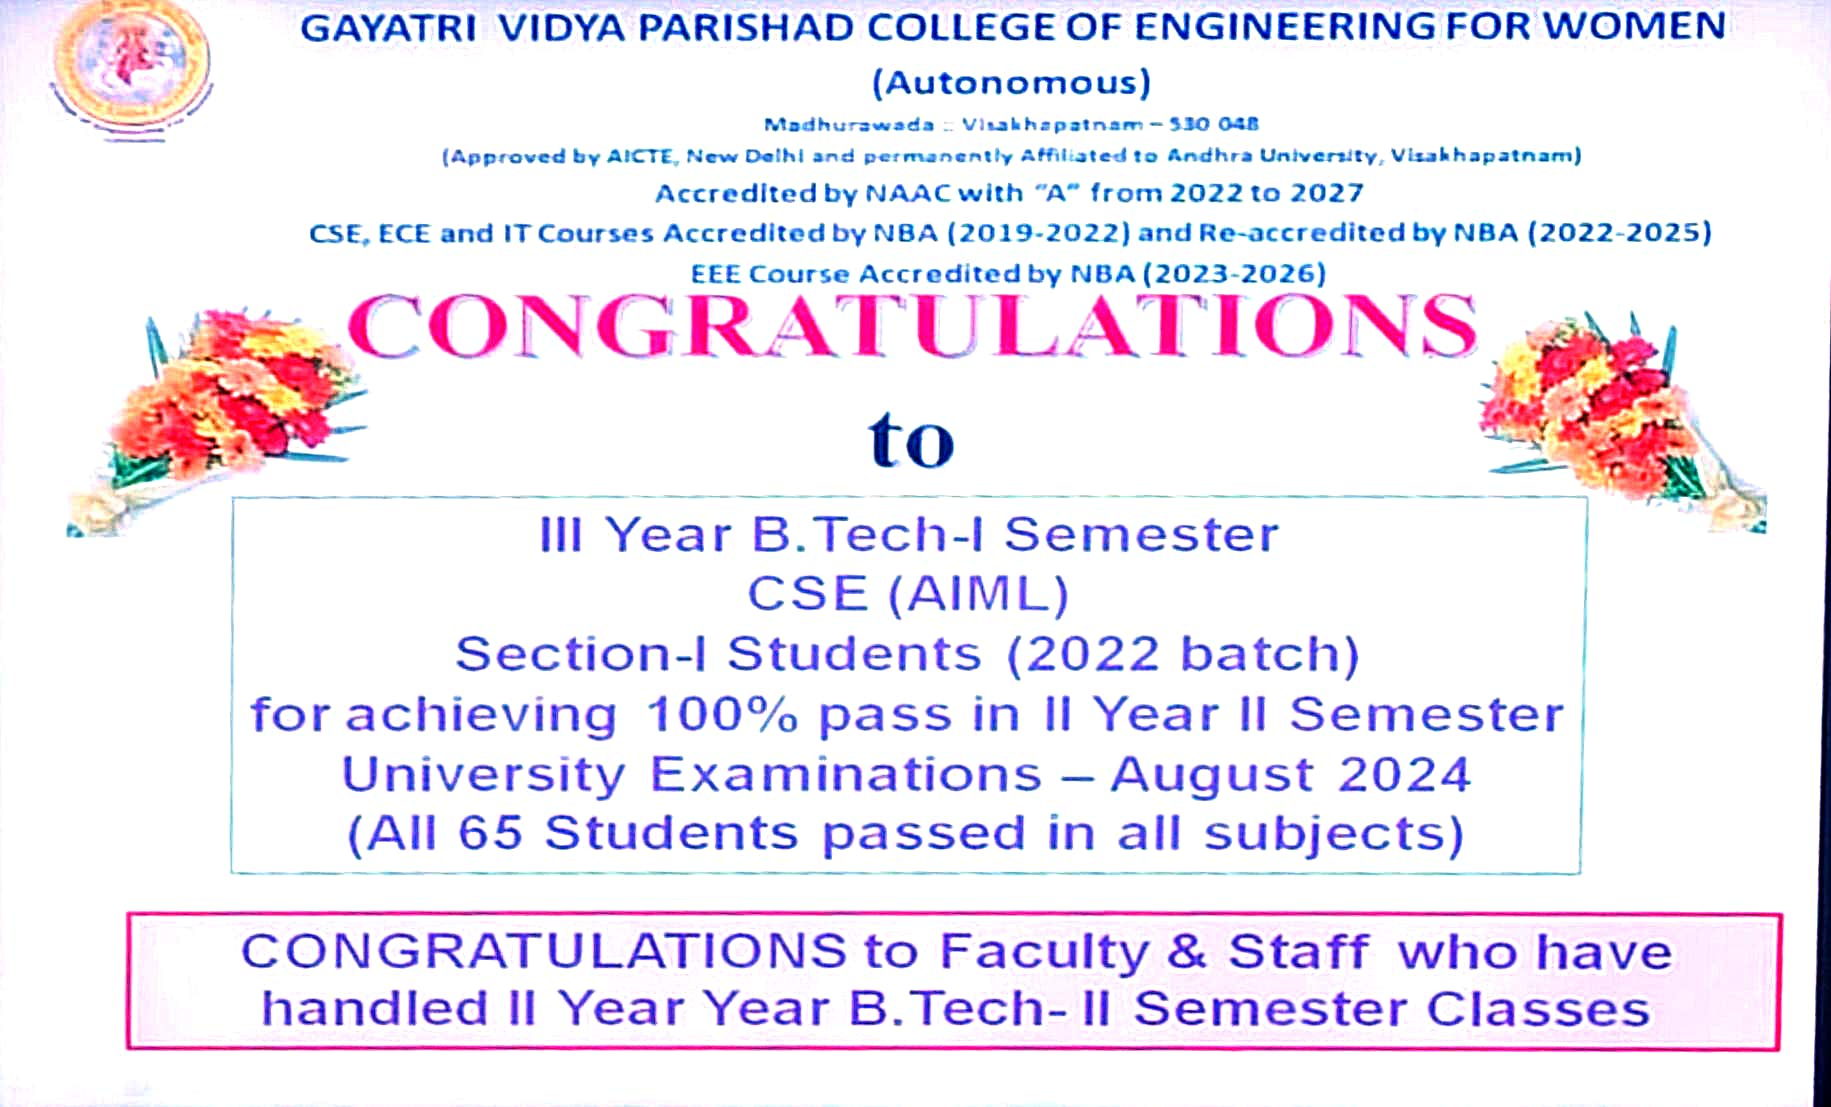 GAYATRI VIDYA PARISHAD COLLEGE OF ENGINEERING FOR WOMEN
(Autonomous)
Madhurawada :: Visakhapatnam – 530 048
(Approved by AICTE, New Delhi and permanently Affiliated to Andhra University, Visakhapatnam)
Accredited by NAAC with “A” from 2022 to 2027
CSE, ECE and IT Courses Accredited by NBA (2019-2022) and Re-accredited by NBA (2022-2025)
EEE Course Accredited by NBA (2023-2026)
CONGRATULATIONS
to
III Year B.Tech-I Semester
CSE (AIML)
Section-I Students (2022 batch)
for achieving 100% pass in II Year II Semester
University Examinations – August 2024
(All 65 Students passed in all subjects)
CONGRATULATIONS to Faculty & Staff who have
handled II Year Year B.Tech- II Semester Classes